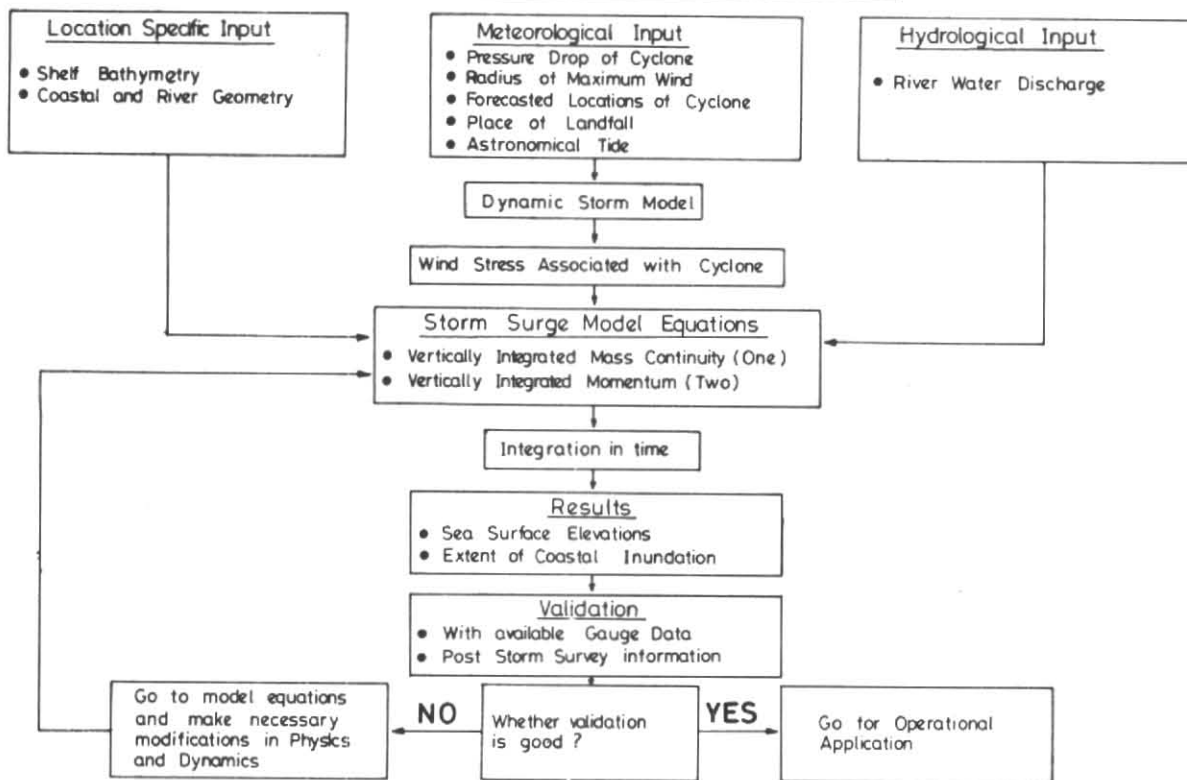 Location Specific Input
• Shelf Bathymetry
• Coastal and River Geometry
Meteorological Input
• Pressure Drop of Cyclone
• Radius of Maximum Wind
• Forecasted Locations of Cyclone
• Place of Landfall
• Astronomical Tide
Hydrological Input
• River Water Discharge
Dynamic Storm Model
Wind Stress Associated with Cyclone
Storm Surge Model Equations
• Vertically Integrated Mass Continuity (One)
• Vertically Integrated Momentum (Two)
Integration in time
Results
• Sea Surface Elevations
• Extent of Coastal Inundation
Validation
• With available Gauge Data
• Post Storm Survey information
Go to model equations
and make necessary
modifications in Physics
and Dynamics
NO
Whether validation
is good ?
YES
Go for Operational
Application